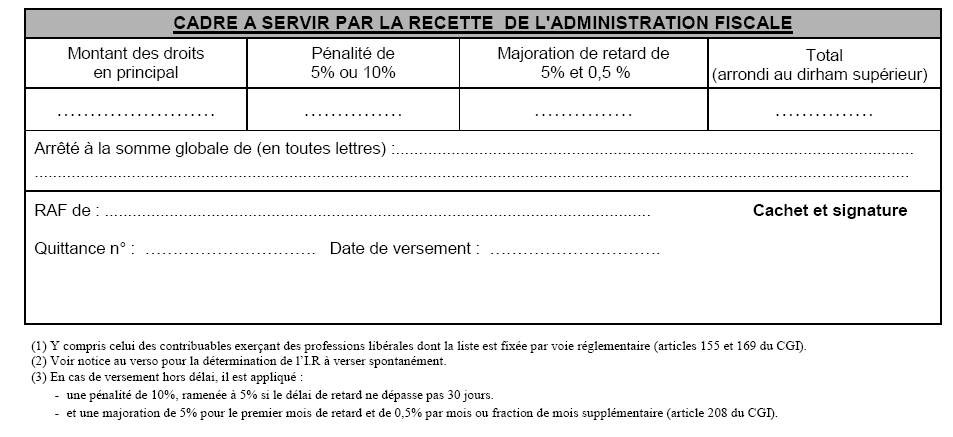 CADRE A SERVIR PAR LA RECETTE DE L'ADMINISTRATION FISCALE
Montant des droits en principal
Pénalité de 5% ou 10%
Majoration de retard de 5% et 0,5 %
Total (arrondi au dirham supérieur)
........................ ............... ............... ...............
Arrêté à la somme globale de (en toutes lettres) :................................................................................................................
................................................................................................................................................................................................
RAF de : ........................................................................................................................ Cachet et signature
Quittance n° : ................................ Date de versement : ................................
(1) Y compris celui des contribuables exerçant des professions libérales dont la liste est fixée par voie réglementaire (articles 155 et 169 du CGI).
(2) Voir notice au verso pour la détermination de l'I.R à verser spontanément.
(3) En cas de versement hors délai, il est appliqué :
- une pénalité de 10%, ramenée à 5% si le délai de retard ne dépasse pas 30 jours.
- et une majoration de 5% pour le premier mois de retard et de 0,5% par mois ou fraction de mois supplémentaire (article 208 du CGI).